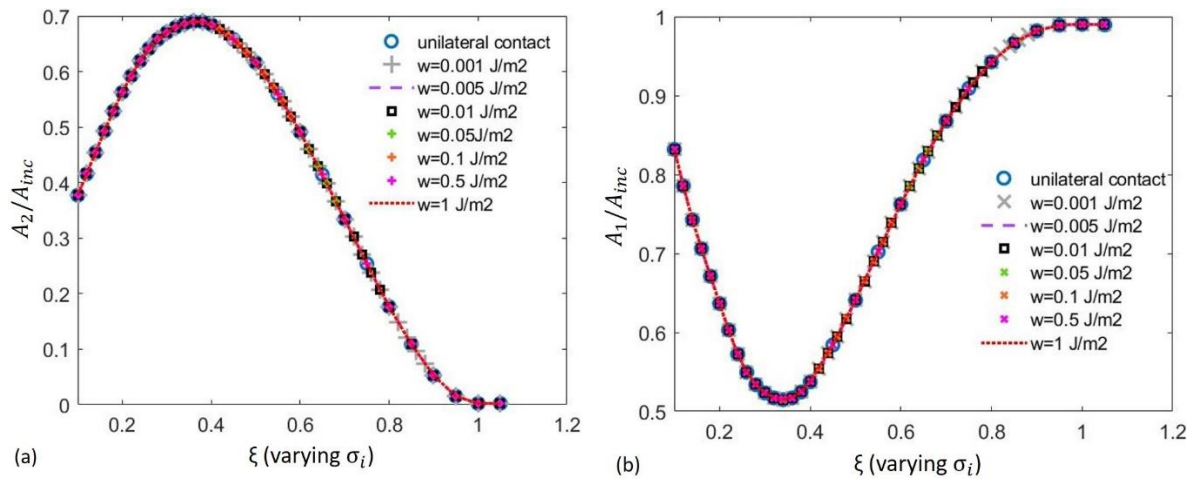 A₂/A_inc
0.7
0.6
0.5
0.4
0.3
0.2
0.1
0
0.2 0.4 0.6 0.8 1 1.2
ξ (varying σᵢ)
(a)
unilateral contact
w=0.001 J/m2
w=0.005 J/m2
w=0.01 J/m2
w=0.05J/m2
w=0.1 J/m2
w=0.5 J/m2
w=1 J/m2
A₁/A_inc
1
0.9
0.8
0.7
0.6
0.5
0.2 0.4 0.6 0.8 1 1.2
ξ (varying σᵢ)
(b)
unilateral contact
w=0.001 J/m2
w=0.005 J/m2
w=0.01 J/m2
w=0.05 J/m2
w=0.1 J/m2
w=0.5 J/m2
w=1 J/m2